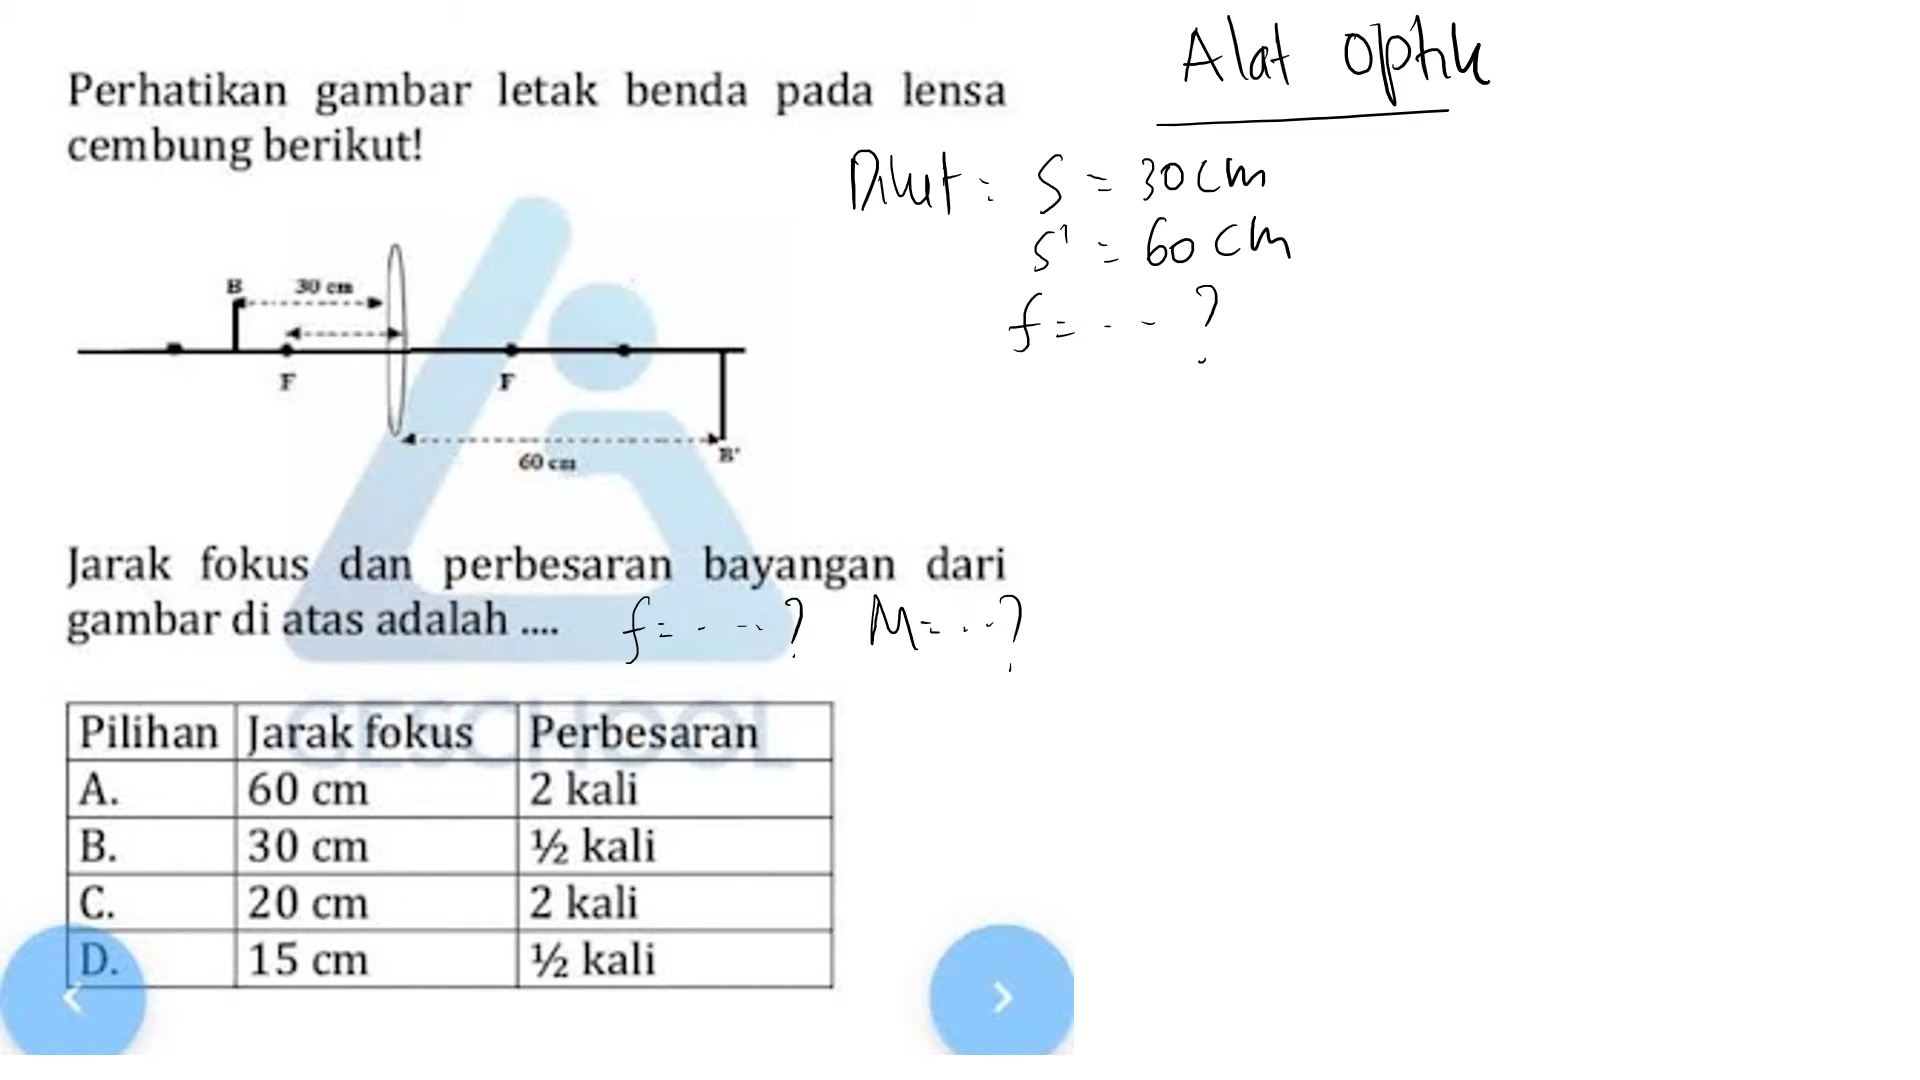 Alat Optik
Perhatikan gambar letak benda pada lensa
cembung berikut!
Diket : S = 30 cm
S' = 60 cm
f = ... ?
B
30 cm
F
F
60 cm
B'
Jarak fokus dan perbesaran bayangan dari
gambar di atas adalah ....
f = ... ? M = ... ?
GESCHOOL
Pilihan Jarak fokus Perbesaran
A. 60 cm 2 kali
B. 30 cm ½ kali
C. 20 cm 2 kali
D. 15 cm ½ kali